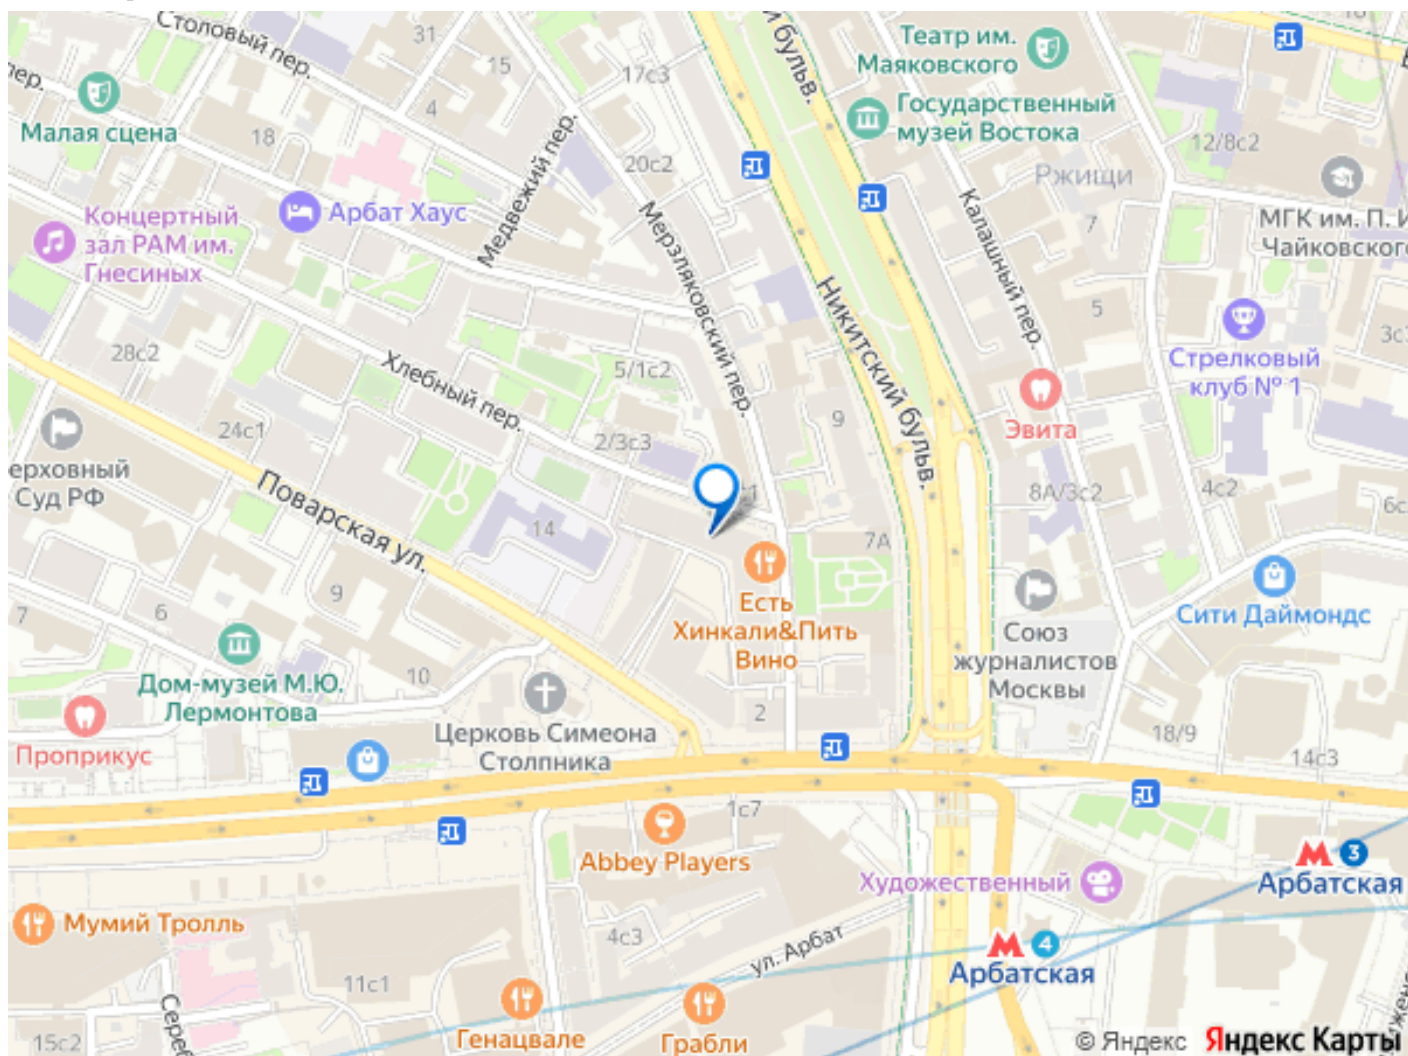 Столовый пер.
31
15
17с3
й бульв.
Театр им.
Маяковского
16
пер.
Малая сцена
18
4
Медвежий пер.
20с2
Государственный
музей Востока
12/8с2
Ржищи
Концертный
зал РАМ им.
Гнесиных
Арбат Хаус
Мерзляковский пер.
Калашный пер.
7
МГК им. П. И
Чайковского
28с2
Хлебный пер.
5/1с2
Никитский бульв.
5
Стрелковый
клуб № 1
3с
24с1
2/3с3
9
Эвита
ерховный
Суд РФ
Поварская ул.
14
8А/3с2
4с2
6с
7А
7
6
9
Есть
Хинкали&Пить
Вино
Союз
журналистов
Москвы
Сити Даймондс
Дом-музей М.Ю.
Лермонтова
10
Проприкус
Церковь Симеона
Столпника
2
18/9
14с3
1с7
Abbey Players
Художественный
3
Арбатская
Мумий Тролль
4с3
ул. Арбат
4
Арбатская
11с1
Сереб
Генацвале
Грабли
15с2
© Яндекс Яндекс Карты